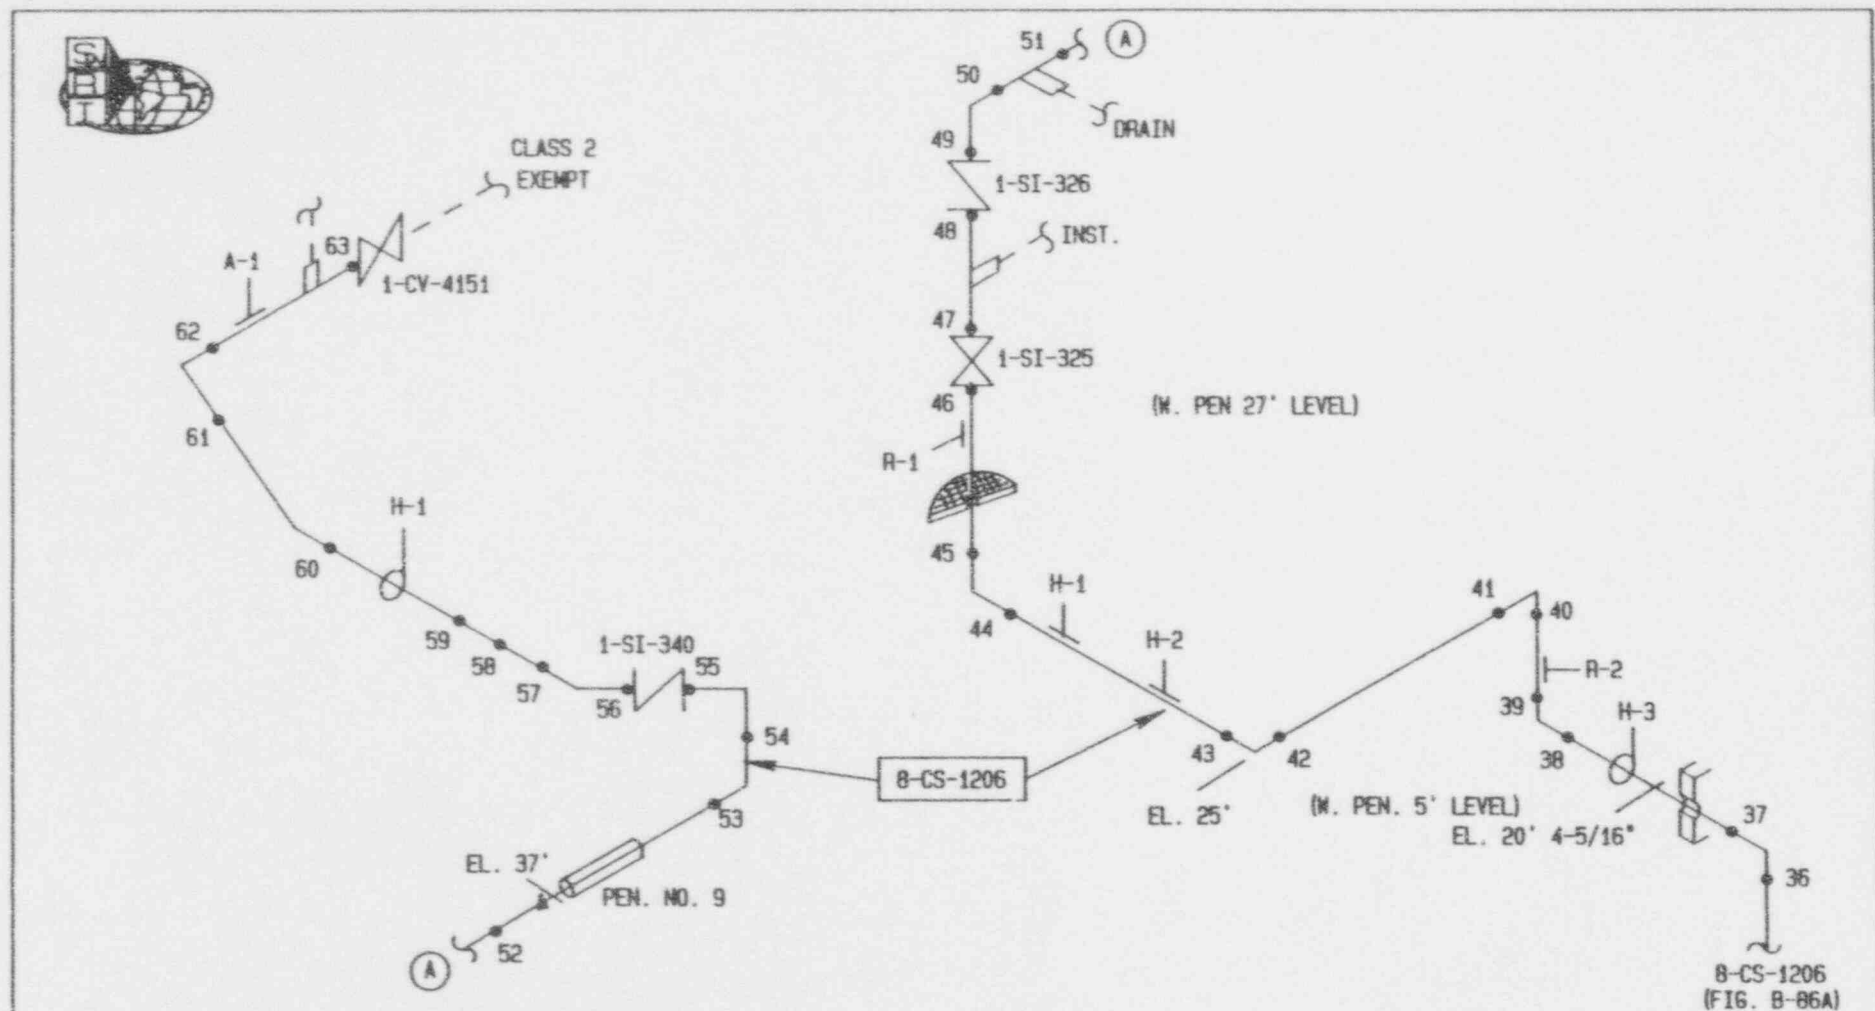 S
R
I
51
A
50
DRAIN
49
1-SI-326
48
INST.
47
1-SI-325
46
(W. PEN 27' LEVEL)
R-1
45
H-1
44
H-2
43
EL. 25'
42
(W. PEN. 5' LEVEL)
41
40
R-2
39
H-3
38
EL. 20' 4-5/16"
37
36
8-CS-1206
(FIG. B-86A)
CLASS 2
EXEMPT
63
1-CV-4151
A-1
62
61
H-1
60
59
58
57
1-SI-340
56
55
54
8-CS-1206
53
EL. 37'
PEN. NO. 9
52
A